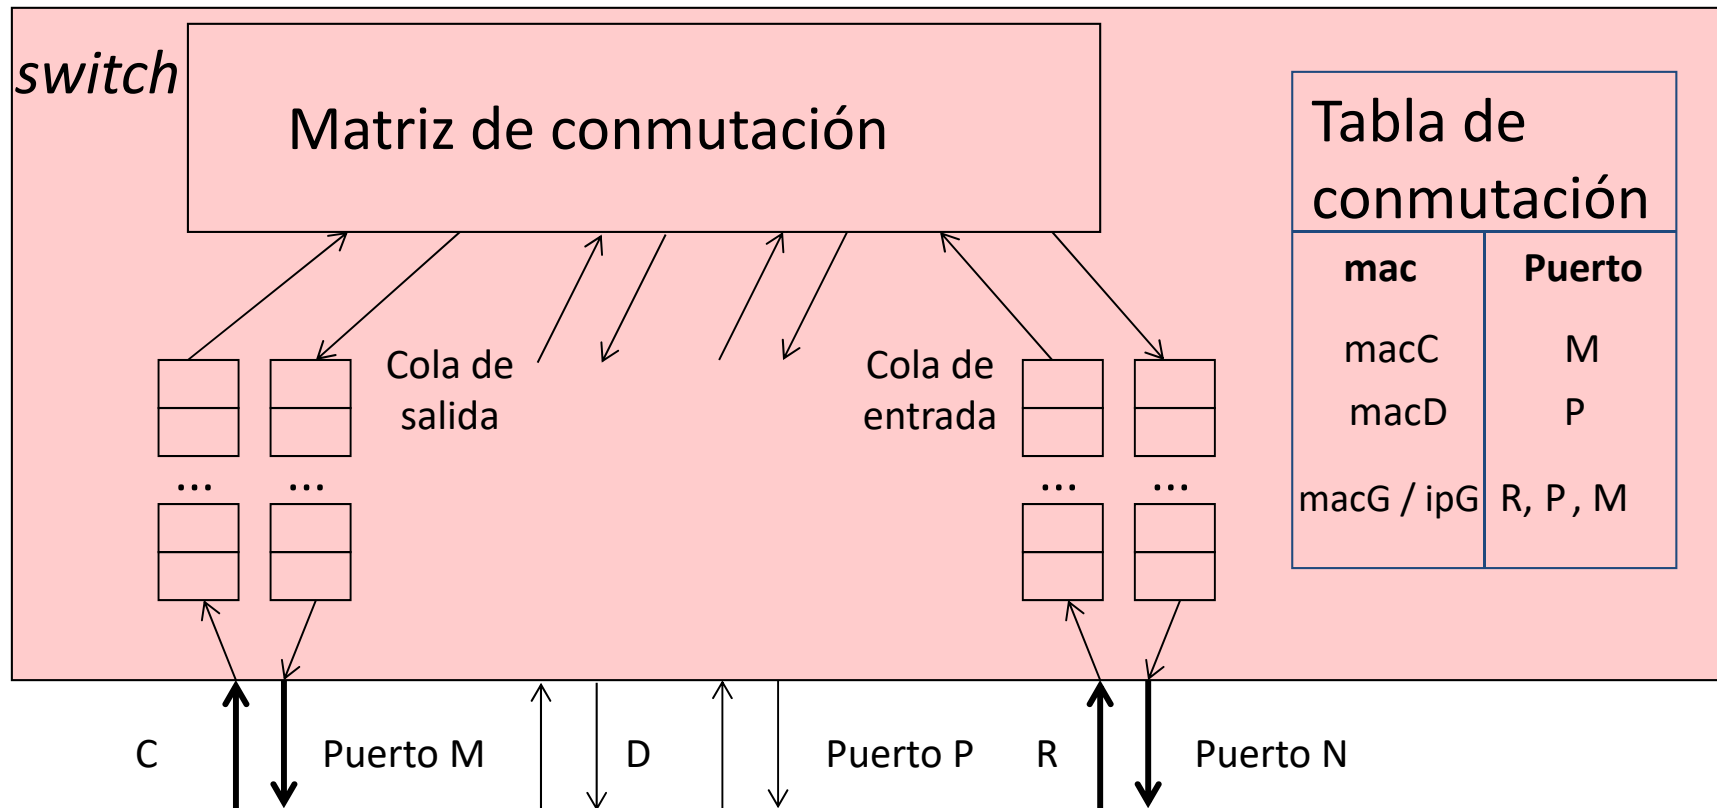 switch
Matriz de conmutación
Tabla de
conmutación
mac Puerto
macC M
macD P
macG / ipG R, P , M
Cola de
salida
Cola de
entrada
... ... ... ...
C Puerto M D Puerto P R Puerto N